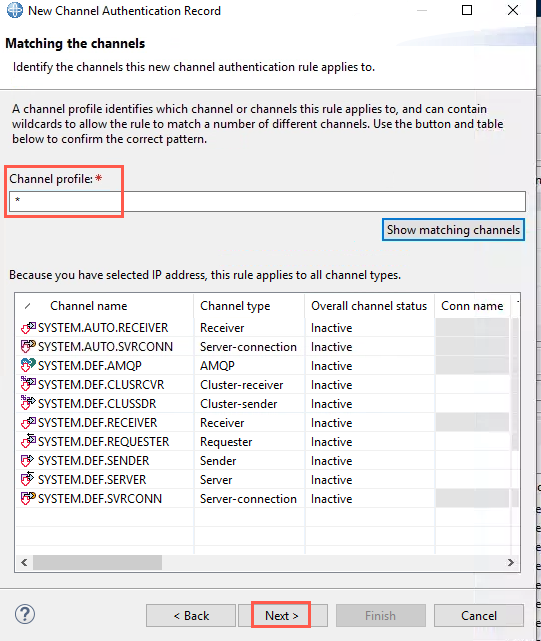 New Channel Authentication Record
Matching the channels
Identify the channels this new channel authentication rule applies to.
A channel profile identifies which channel or channels this rule applies to, and can contain
wildcards to allow the rule to match a number of different channels. Use the button and table
below to confirm the correct pattern.
Channel profile: *
*
Show matching channels
Because you have selected IP address, this rule applies to all channel types.
Channel name Channel type Overall channel status Conn name
SYSTEM.AUTO.RECEIVER Receiver Inactive
SYSTEM.AUTO.SVRCONN Server-connection Inactive
SYSTEM.DEF.AMQP AMQP Inactive
SYSTEM.DEF.CLUSRCVR Cluster-receiver Inactive
SYSTEM.DEF.CLUSSDR Cluster-sender Inactive
SYSTEM.DEF.RECEIVER Receiver Inactive
SYSTEM.DEF.REQUESTER Requester Inactive
SYSTEM.DEF.SENDER Sender Inactive
SYSTEM.DEF.SERVER Server Inactive
SYSTEM.DEF.SVRCONN Server-connection Inactive
? < Back Next > Finish Cancel